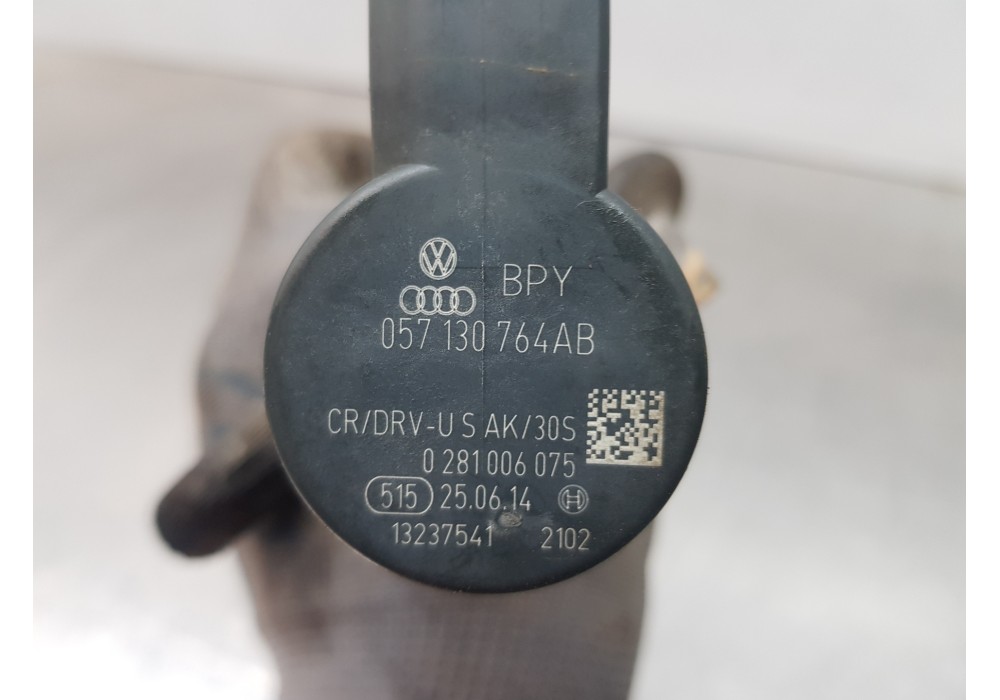 BPY
057 130 764AB
CR/DRV-U S AK/30S
0 281 006 075
515 25.06.14
13237541 2102